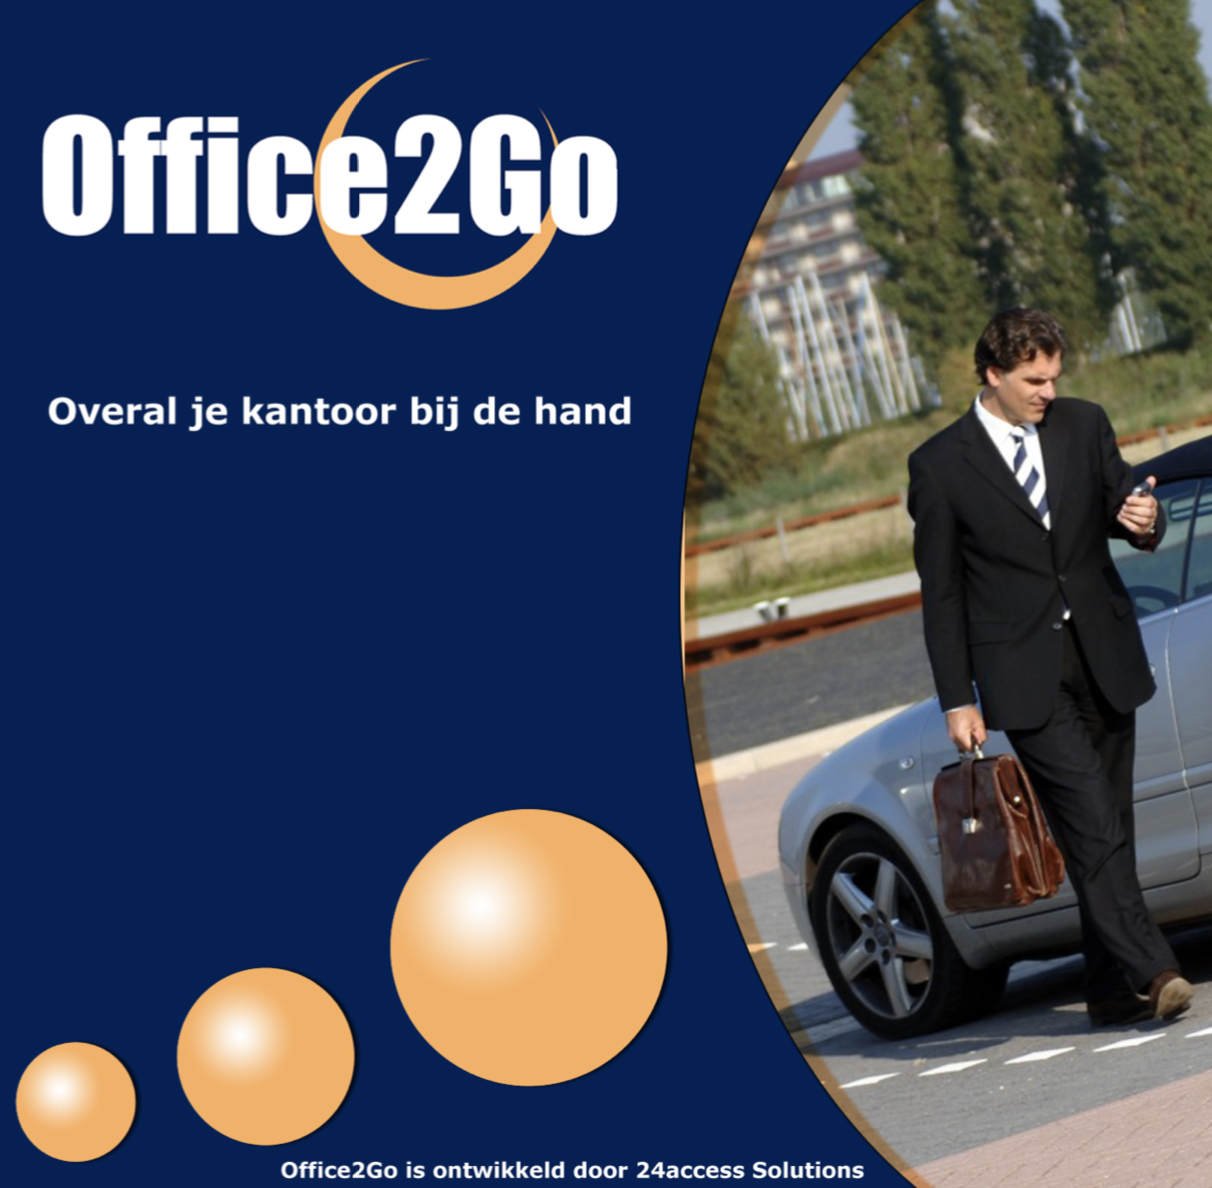 Office2Go
Overal je kantoor bij de hand
Office2Go is ontwikkeld door 24access Solutions